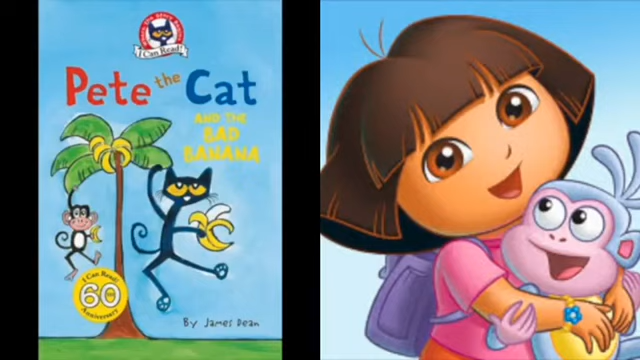 I Can Read!
Pete the Cat
AND THE
BAD
BANANA
I Can Read!
60
Anniversary
By James Dean